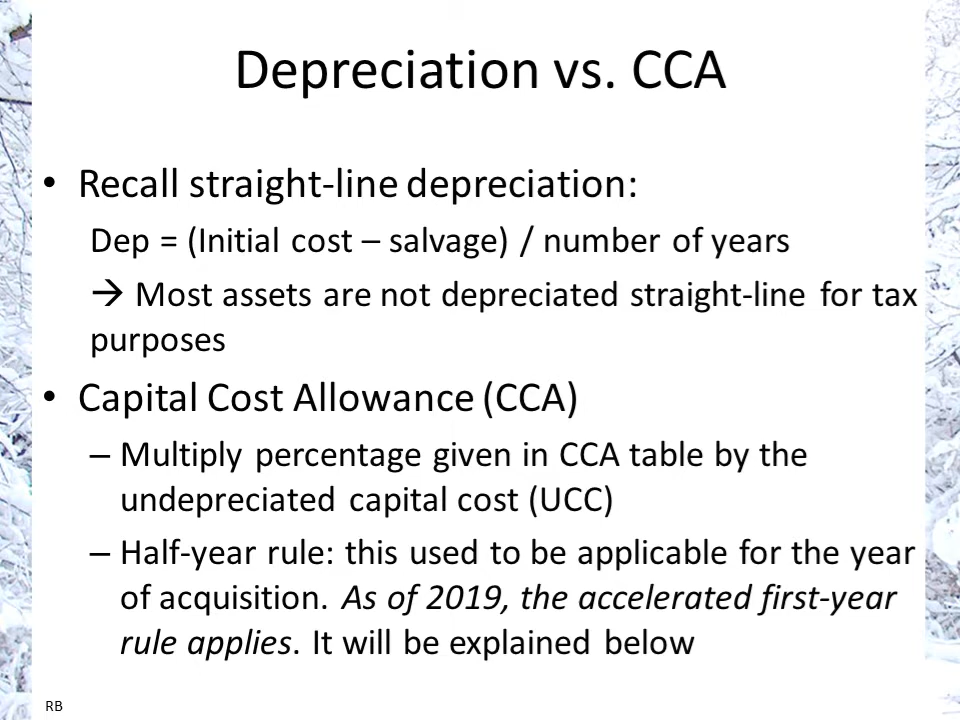 Depreciation vs. CCA
• Recall straight-line depreciation:
Dep = (Initial cost – salvage) / number of years
→ Most assets are not depreciated straight-line for tax
purposes
• Capital Cost Allowance (CCA)
– Multiply percentage given in CCA table by the
undepreciated capital cost (UCC)
– Half-year rule: this used to be applicable for the year
of acquisition. As of 2019, the accelerated first-year
rule applies. It will be explained below
RB